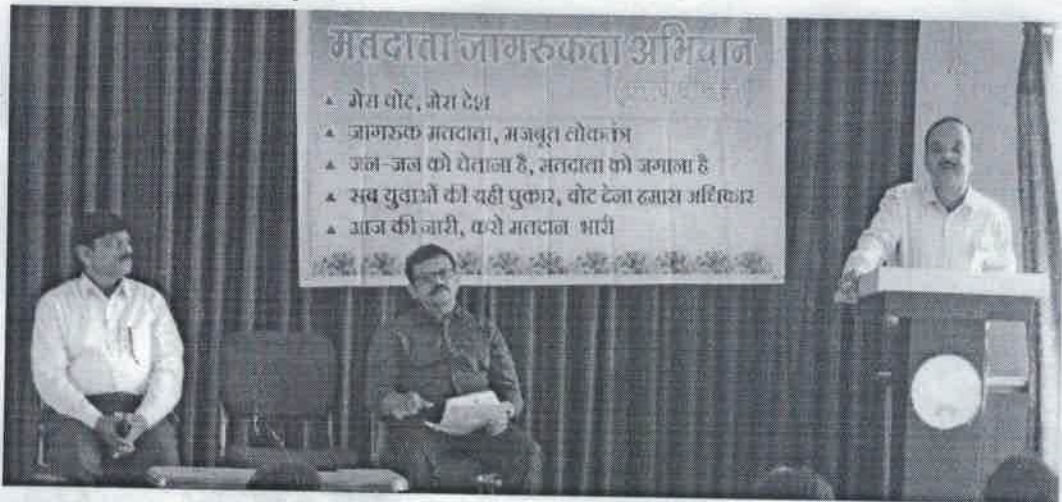 मतदाता जागरुकता अभियान
▲ मेरा वोट, मेरा देश
▲ जागरुक मतदाता, मजबूत लोकतंत्र
▲ जन-जन को चेताना है, मतदाता को जगाना है
▲ सब युवाओं की यही पुकार, वोट देना हमारा अधिकार
▲ आज की नारी, करो मतदान भारी